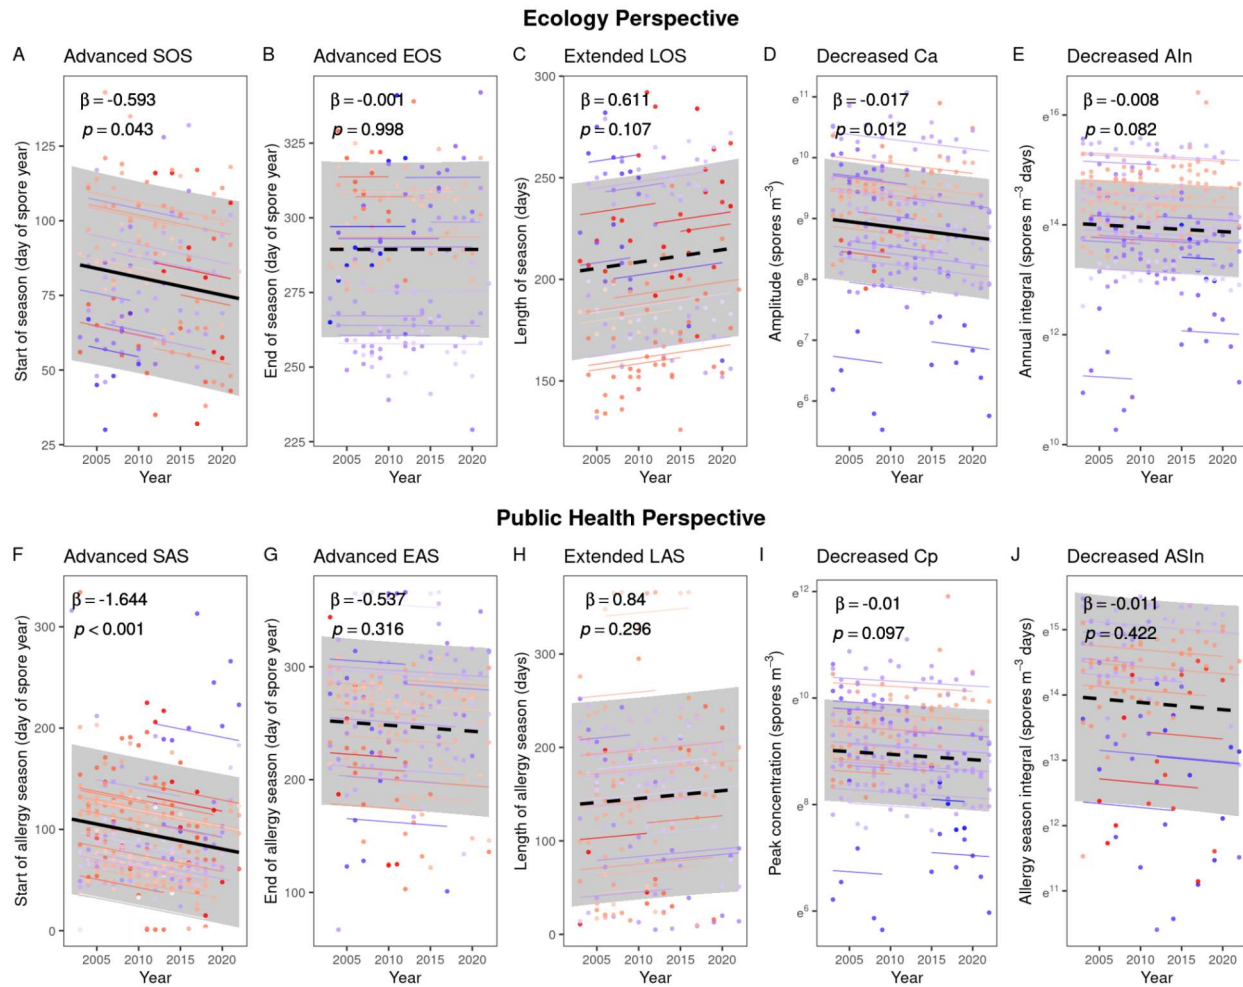 Ecology Perspective
A Advanced SOS
β = -0.593
p = 0.043
Start of season (day of spore year)
125
100
75
50
25
2005 2010 2015 2020
Year
B Advanced EOS
β = -0.001
p = 0.998
End of season (day of spore year)
325
300
275
250
225
2005 2010 2015 2020
Year
C Extended LOS
β = 0.611
p = 0.107
Length of season (days)
300
250
200
150
2005 2010 2015 2020
Year
D Decreased Ca
β = -0.017
p = 0.012
Amplitude (spores m⁻³)
e¹¹
e¹⁰
e⁹
e⁸
e⁷
e⁶
2005 2010 2015 2020
Year
E Decreased AIn
β = -0.008
p = 0.082
Annual integral (spores m⁻³ days)
e¹⁶
e¹⁴
e¹²
e¹⁰
2005 2010 2015 2020
Year
Public Health Perspective
F Advanced SAS
β = -1.644
p < 0.001
Start of allergy season (day of spore year)
300
200
100
0
2005 2010 2015 2020
Year
G Advanced EAS
β = -0.537
p = 0.316
End of allergy season (day of spore year)
300
200
100
2005 2010 2015 2020
Year
H Extended LAS
β = 0.84
p = 0.296
Length of allergy season (days)
300
200
100
0
2005 2010 2015 2020
Year
I Decreased Cp
β = -0.01
p = 0.097
Peak concentration (spores m⁻³)
e¹²
e¹⁰
e⁸
e⁶
2005 2010 2015 2020
Year
J Decreased ASIn
β = -0.011
p = 0.422
Allergy season integral (spores m⁻³ days)
e¹⁵
e¹⁴
e¹³
e¹²
e¹¹
2005 2010 2015 2020
Year